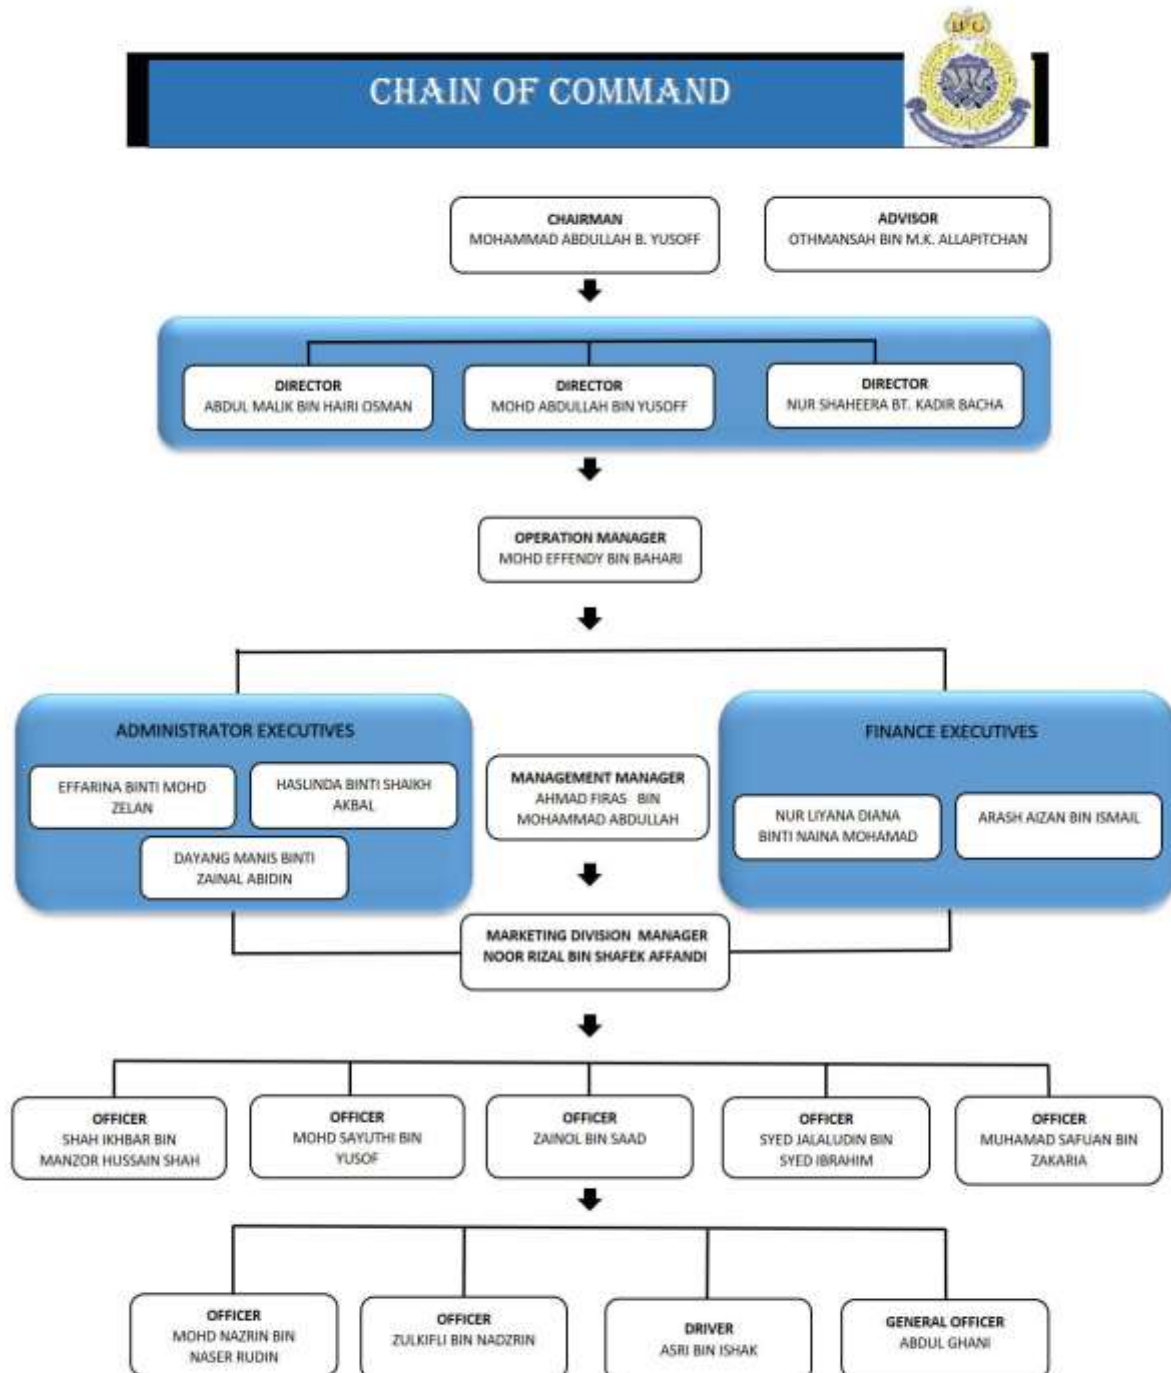 CHAIN OF COMMAND
CHAIRMAN
MOHAMMAD ABDULLAH B. YUSOFF
ADVISOR
OTHMANSAH BIN M.K. ALLAPITCHAN
DIRECTOR
ABDUL MALIK BIN HAIRI OSMAN
DIRECTOR
MOHD ABDULLAH BIN YUSOFF
DIRECTOR
NUR SHAHEERA BT. KADIR BACHA
OPERATION MANAGER
MOHD EFFENDY BIN BAHARI
ADMINISTRATOR EXECUTIVES
EFFARINA BINTI MOHD
ZELAN
HASLINDA BINTI SHAIKH
AKBAL
DAYANG MANIS BINTI
ZAINAL ABIDIN
MANAGEMENT MANAGER
AHMAD FIRAS BIN
MOHAMMAD ABDULLAH
FINANCE EXECUTIVES
NUR LIYANA DIANA
BINTI NAINA MOHAMAD
ARASH AIZAN BIN ISMAIL
MARKETING DIVISION MANAGER
NOOR RIZAL BIN SHAFEK AFFANDI
OFFICER
SHAH IKHBAR BIN
MANZOR HUSSAIN SHAH
OFFICER
MOHD SAYUTHI BIN
YUSOF
OFFICER
ZAINOL BIN SAAD
OFFICER
SYED JALALUDIN BIN
SYED IBRAHIM
OFFICER
MUHAMAD SAFUAN BIN
ZAKARIA
OFFICER
MOHD NAZRIN BIN
NASER RUDIN
OFFICER
ZULKIFLI BIN NADZRIN
DRIVER
ASRI BIN ISHAK
GENERAL OFFICER
ABDUL GHANI